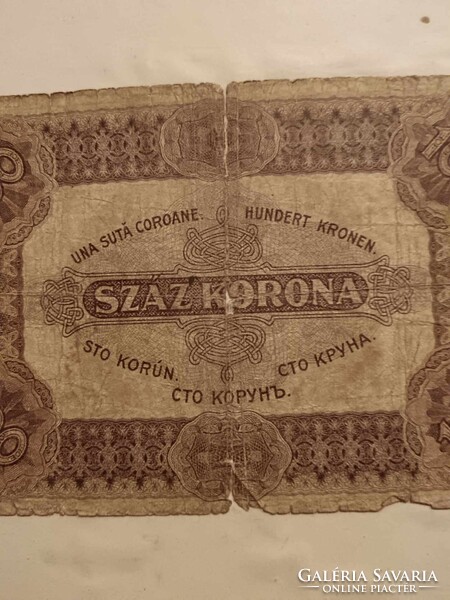 UNA SUTĂ COROANE. HUNDERT KRONEN.
SZÁZ KORONA
STO KORÚN. СТО КРУНА.
СТО КОРУНЪ.
GALÉRIA SAVARIA
ONLINE PIACTÉR